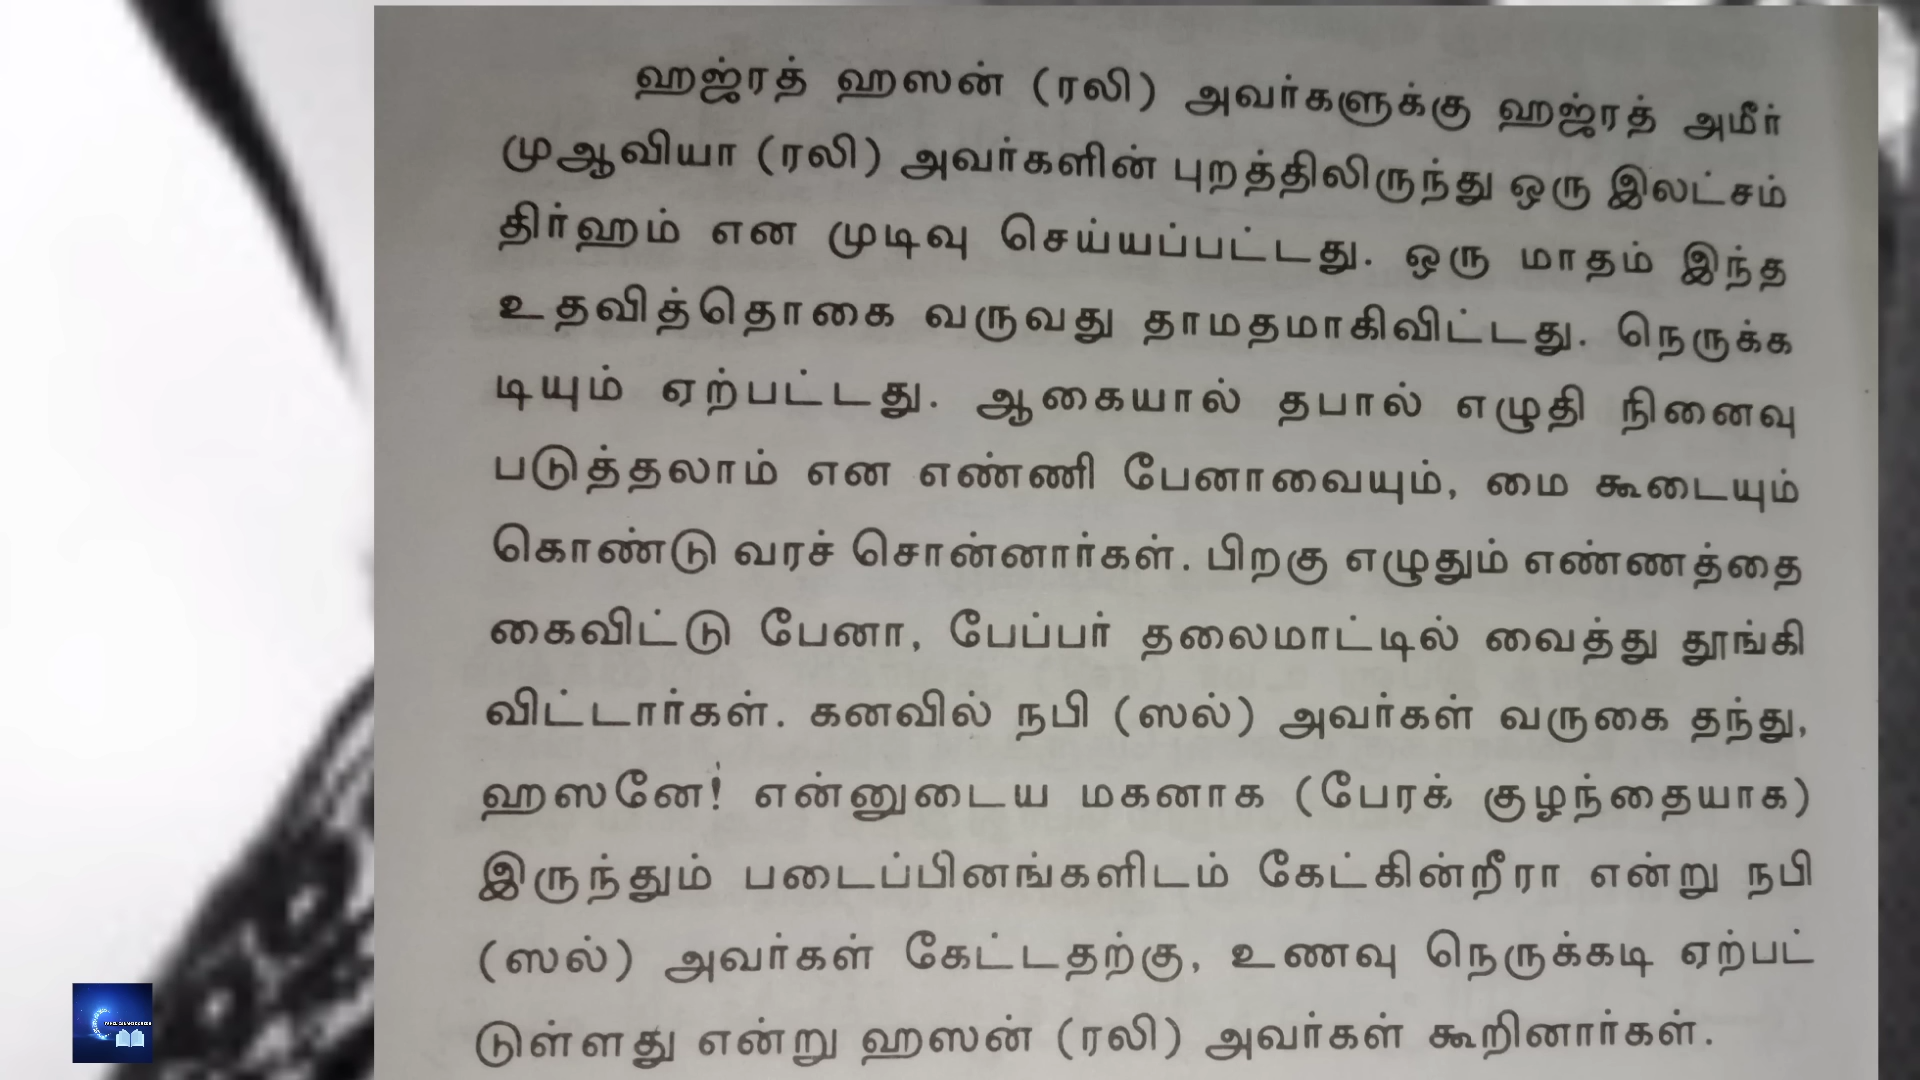 ஹஜ்ரத் ஹஸன் (ரலி) அவர்களுக்கு ஹஜ்ரத் அமீர்
முஆவியா (ரலி) அவர்களின் புறத்திலிருந்து ஒரு இலட்சம்
திர்ஹம் என முடிவு செய்யப்பட்டது. ஒரு மாதம் இந்த
உதவித்தொகை வருவது தாமதமாகிவிட்டது. நெருக்க
டியும் ஏற்பட்டது. ஆகையால் தபால் எழுதி நினைவு
படுத்தலாம் என எண்ணி பேனாவையும், மை கூடையும்
கொண்டு வரச் சொன்னார்கள். பிறகு எழுதும் எண்ணத்தை
கைவிட்டு பேனா, பேப்பர் தலைமாட்டில் வைத்து தூங்கி
விட்டார்கள். கனவில் நபி (ஸல்) அவர்கள் வருகை தந்து,
ஹஸனே! என்னுடைய மகனாக (பேரக் குழந்தையாக)
இருந்தும் படைப்பினங்களிடம் கேட்கின்றீரா என்று நபி
(ஸல்) அவர்கள் கேட்டதற்கு, உணவு நெருக்கடி ஏற்பட்
டுள்ளது என்று ஹஸன் (ரலி) அவர்கள் கூறினார்கள்.